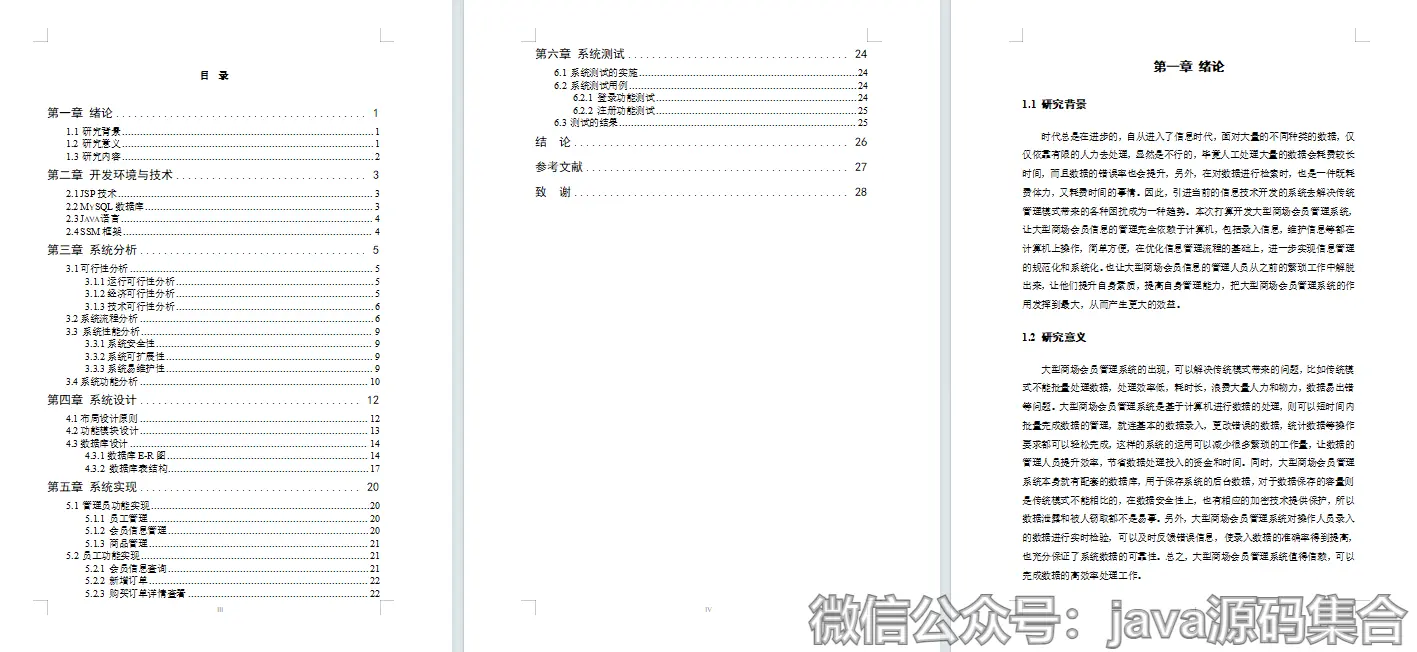 目 录
第一章 绪论 1
1.1 研究背景 1
1.2 研究意义 1
1.3 研究内容 2
第二章 开发环境与技术 3
2.1 JSP 技术 3
2.2 MySQL 数据库 3
2.3 Java 语言 4
2.4 SSM 框架 4
第三章 系统分析 5
3.1 可行性分析 5
3.1.1 运行可行性分析 5
3.1.2 经济可行性分析 5
3.1.3 技术可行性分析 6
3.2 系统流程分析 6
3.3 系统性能分析 9
3.3.1 系统安全性 9
3.3.2 系统可扩展性 9
3.3.3 系统易维护性 9
3.4 系统功能分析 10
第四章 系统设计 12
4.1 布局设计原则 12
4.2 功能模块设计 13
4.3 数据库设计 14
4.3.1 数据库 E-R 图 14
4.3.2 数据库表结构 17
第五章 系统实现 20
5.1 管理员功能实现 20
5.1.1 员工管理 20
5.1.2 会员信息管理 20
5.1.3 商品管理 21
5.2 员工功能实现 21
5.2.1 会员信息查询 21
5.2.2 新增订单 22
5.2.3 购买订单详情查看 22
III
第六章 系统测试 24
6.1 系统测试的实施 24
6.2 系统测试用例 24
6.2.1 登录功能测试 24
6.2.2 注册功能测试 25
6.3 测试的结果 25
结 论 26
参考文献 27
致 谢 28
IV
第一章 绪论
1.1 研究背景
时代总是在进步的，自从进入了信息时代，面对大量的不同种类的数据，仅
仅依靠有限的人力去处理，显然是不行的，毕竟人工处理大量的数据会耗费较长
时间，而且数据的错误率也会提升，另外，在对数据进行检索时，也是一件既耗
费体力，又耗费时间的事情。因此，引进当前的信息技术开发的系统去解决传统
管理模式带来的各种困扰成为一种趋势。本次打算开发大型商场会员管理系统，
让大型商场会员信息的管理完全依赖于计算机，包括录入信息，维护信息等都在
计算机上操作，简单方便，在优化信息管理流程的基础上，进一步实现信息管理
的规范化和系统化。也让大型商场会员信息的管理人员从之前的繁琐工作中解脱
出来，让他们提升自身素质，提高自身管理能力，把大型商场会员管理系统的作
用发挥到最大，从而产生更大的效益。
1.2 研究意义
大型商场会员管理系统的出现，可以解决传统模式带来的问题，比如传统模
式不能批量处理数据，处理效率低，耗时长，浪费大量人力和物力，数据易出错
等问题。大型商场会员管理系统是基于计算机进行数据的处理，则可以短时间内
批量完成数据的管理，就连基本的数据录入，更改错误的数据，统计数据等操作
要求都可以轻松完成，这样的系统的运用可以减少很多繁琐的工作量，让数据的
管理人员提升效率，节省数据处理投入的资金和时间。同时，大型商场会员管理
系统本身就有配套的数据库，用于保存系统的后台数据，对于数据保存的容量则
是传统模式不能相比的，在数据安全性上，也有相应的加密技术提供保护，所以
数据泄露和被人窃取都不是易事。另外，大型商场会员管理系统对操作人员录入
的数据进行实时检验，可以及时反馈错误信息，使录入数据的准确率得到提高，
也充分保证了系统数据的可靠性。总之，大型商场会员管理系统值得信赖，可以
完成数据的高效率处理工作。
微信公众号：java源码集合